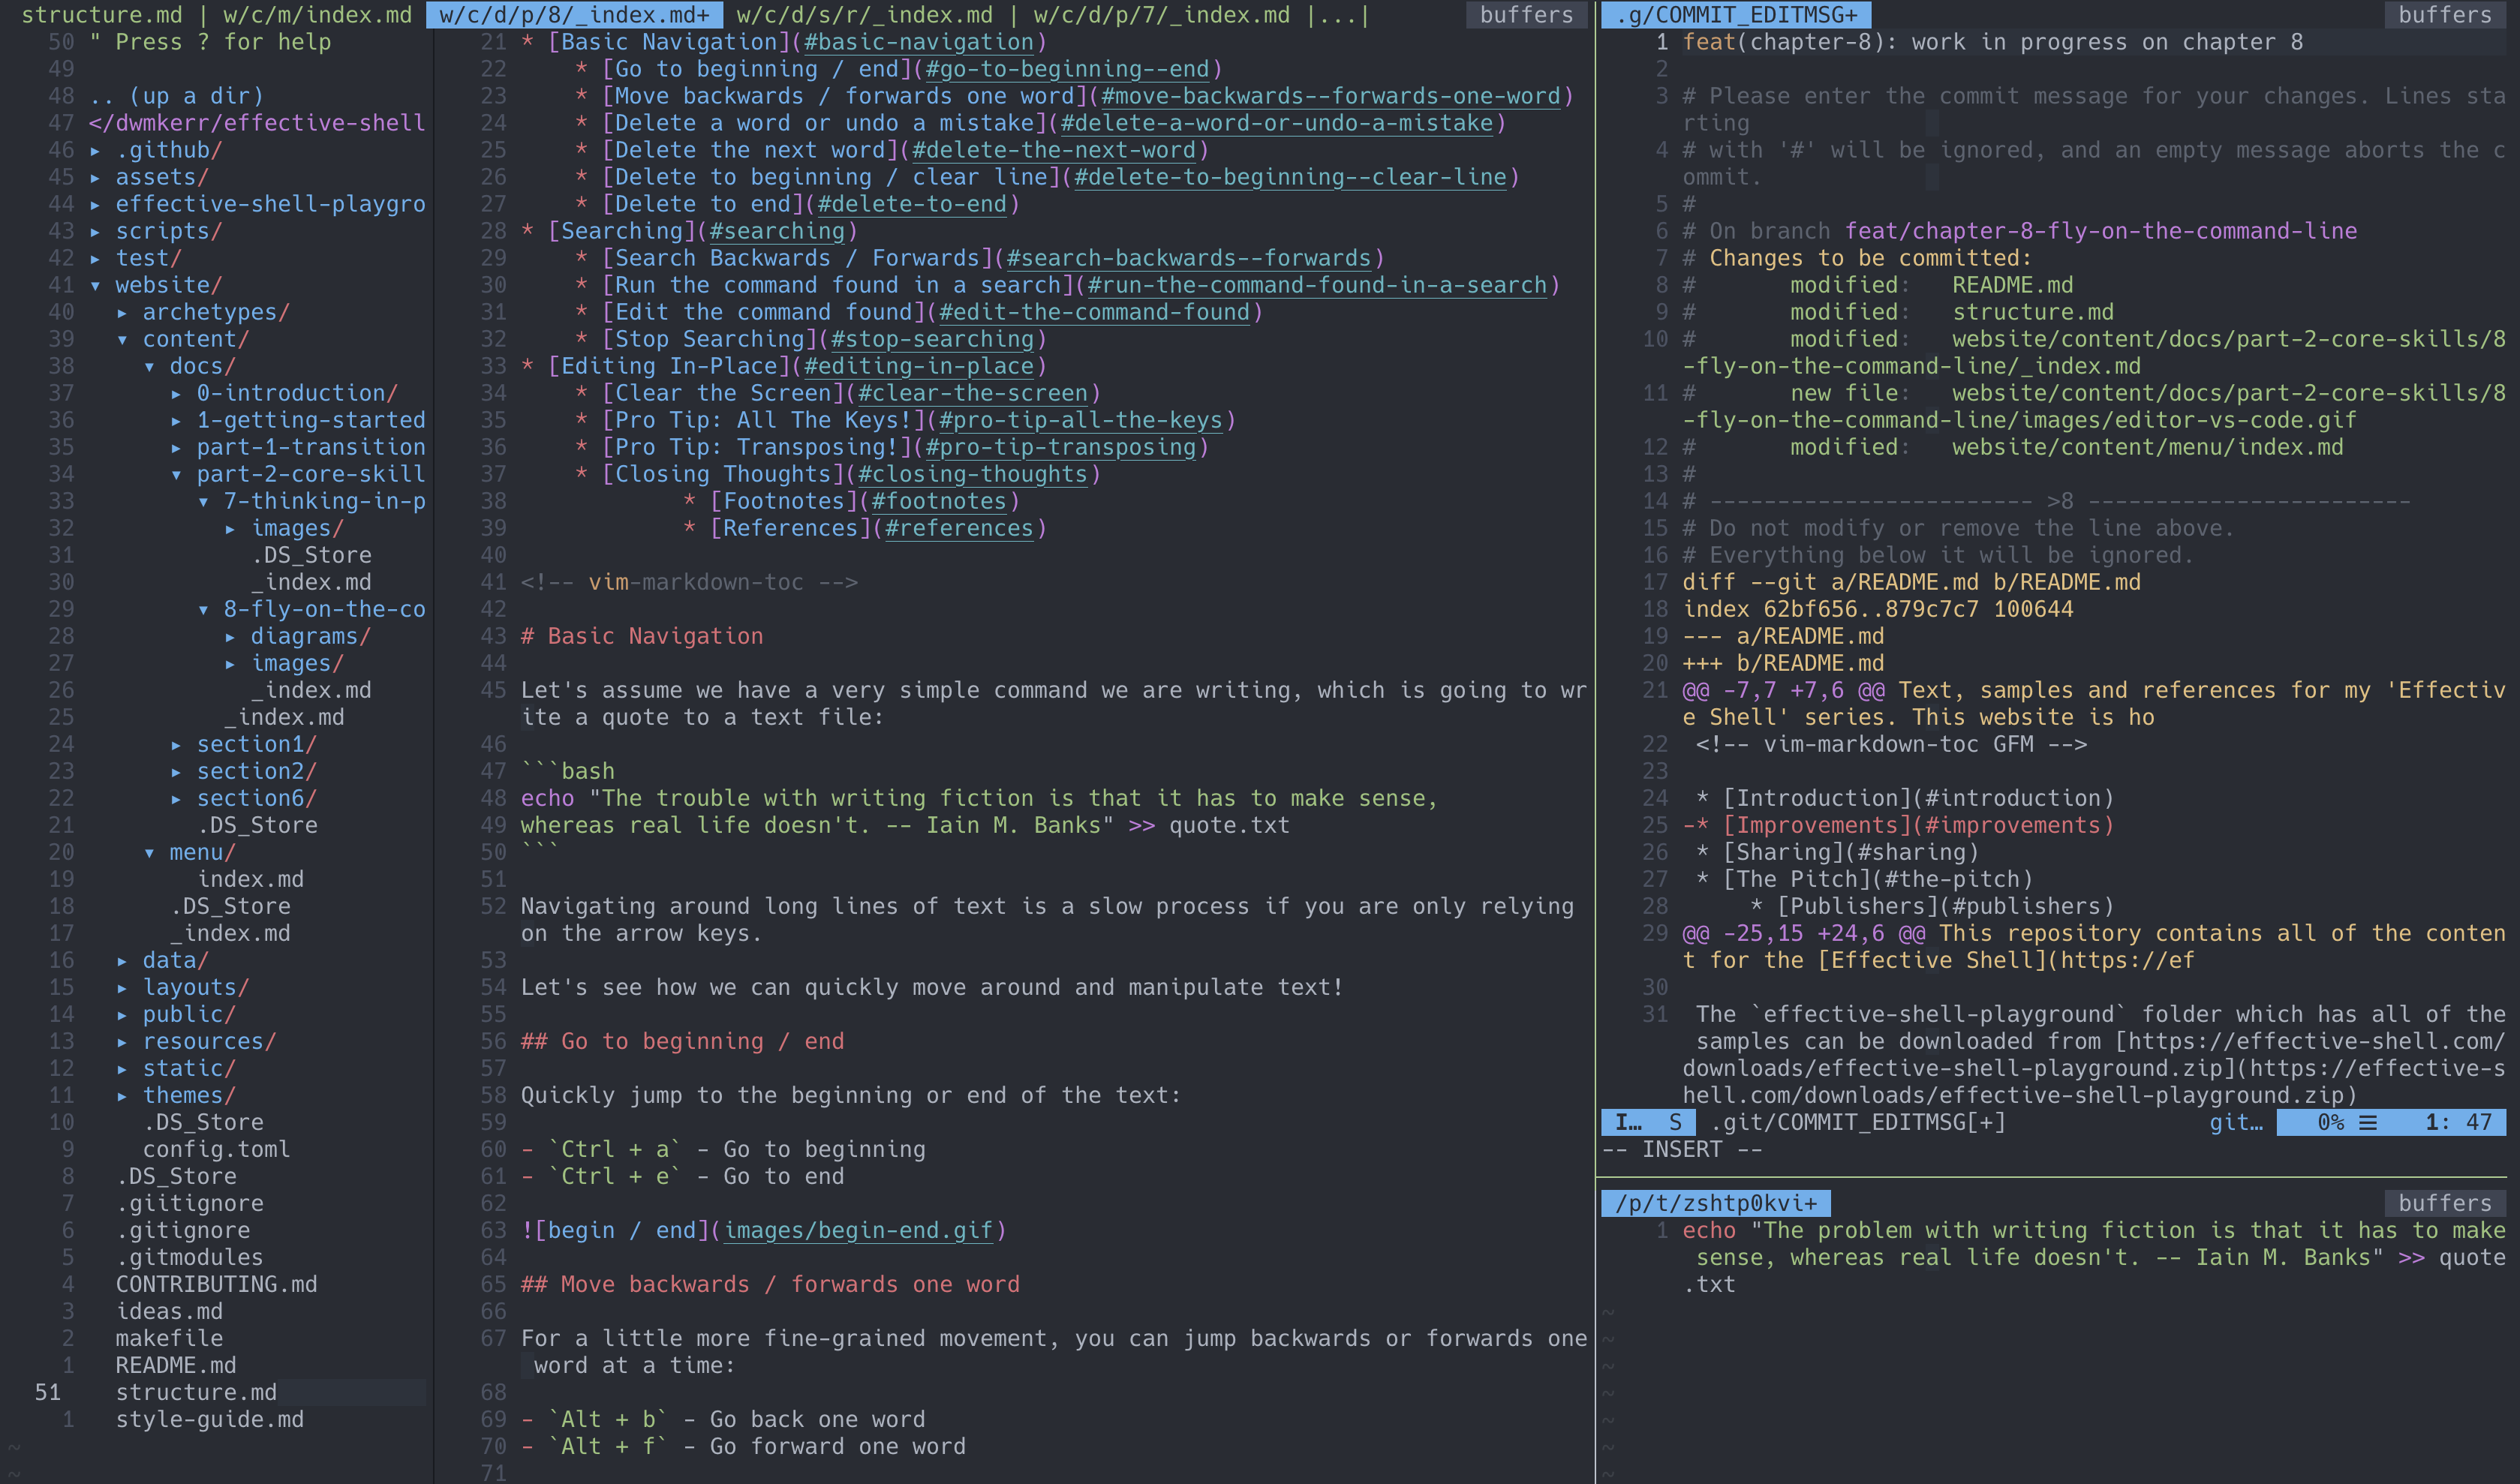 structure.md | w/c/m/index.md  w/c/d/p/8/_index.md+  w/c/d/s/r/_index.md | w/c/d/p/7/_index.md |...|  buffers
50 " Press ? for help
49
48 .. (up a dir)
47 </dwmkerr/effective-shell
46 ▸ .github/
45 ▸ assets/
44 ▸ effective-shell-playgro
43 ▸ scripts/
42 ▸ test/
41 ▾ website/
40   ▸ archetypes/
39   ▾ content/
38     ▾ docs/
37       ▸ 0-introduction/
36       ▸ 1-getting-started
35       ▸ part-1-transition
34       ▾ part-2-core-skill
33         ▾ 7-thinking-in-p
32           ▸ images/
31             .DS_Store
30             _index.md
29         ▾ 8-fly-on-the-co
28           ▸ diagrams/
27           ▸ images/
26             _index.md
25           _index.md
24       ▸ section1/
23       ▸ section2/
22       ▸ section6/
21         .DS_Store
20     ▾ menu/
19         index.md
18       .DS_Store
17       _index.md
16   ▸ data/
15   ▸ layouts/
14   ▸ public/
13   ▸ resources/
12   ▸ static/
11   ▸ themes/
10     .DS_Store
9     config.toml
8   .DS_Store
7   .giitignore
6   .gitignore
5   .gitmodules
4   CONTRIBUTING.md
3   ideas.md
2   makefile
1   README.md
51   structure.md
1   style-guide.md
~
~
21 * [Basic Navigation](#basic-navigation)
22     * [Go to beginning / end](#go-to-beginning--end)
23     * [Move backwards / forwards one word](#move-backwards--forwards-one-word)
24     * [Delete a word or undo a mistake](#delete-a-word-or-undo-a-mistake)
25     * [Delete the next word](#delete-the-next-word)
26     * [Delete to beginning / clear line](#delete-to-beginning--clear-line)
27     * [Delete to end](#delete-to-end)
28 * [Searching](#searching)
29     * [Search Backwards / Forwards](#search-backwards--forwards)
30     * [Run the command found in a search](#run-the-command-found-in-a-search)
31     * [Edit the command found](#edit-the-command-found)
32     * [Stop Searching](#stop-searching)
33 * [Editing In-Place](#editing-in-place)
34     * [Clear the Screen](#clear-the-screen)
35     * [Pro Tip: All The Keys!](#pro-tip-all-the-keys)
36     * [Pro Tip: Transposing!](#pro-tip-transposing)
37     * [Closing Thoughts](#closing-thoughts)
38             * [Footnotes](#footnotes)
39             * [References](#references)
40
41 <!-- vim-markdown-toc -->
42
43 # Basic Navigation
44
45 Let's assume we have a very simple command we are writing, which is going to wr
ite a quote to a text file:
46
47 ```bash
48 echo "The trouble with writing fiction is that it has to make sense,
49 whereas real life doesn't. -- Iain M. Banks" >> quote.txt
50 ```
51
52 Navigating around long lines of text is a slow process if you are only relying
on the arrow keys.
53
54 Let's see how we can quickly move around and manipulate text!
55
56 ## Go to beginning / end
57
58 Quickly jump to the beginning or end of the text:
59
60 - `Ctrl + a` - Go to beginning
61 - `Ctrl + e` - Go to end
62
63 ![begin / end](images/begin-end.gif)
64
65 ## Move backwards / forwards one word
66
67 For a little more fine-grained movement, you can jump backwards or forwards one
word at a time:
68
69 - `Alt + b` - Go back one word
70 - `Alt + f` - Go forward one word
71
.g/COMMIT_EDITMSG+  buffers
1 feat(chapter-8): work in progress on chapter 8
2
3 # Please enter the commit message for your changes. Lines sta
rting
4 # with '#' will be ignored, and an empty message aborts the c
ommit.
5 #
6 # On branch feat/chapter-8-fly-on-the-command-line
7 # Changes to be committed:
8 #       modified:   README.md
9 #       modified:   structure.md
10 #       modified:   website/content/docs/part-2-core-skills/8
-fly-on-the-command-line/_index.md
11 #       new file:   website/content/docs/part-2-core-skills/8
-fly-on-the-command-line/images/editor-vs-code.gif
12 #       modified:   website/content/menu/index.md
13 #
14 # ------------------------ >8 ------------------------
15 # Do not modify or remove the line above.
16 # Everything below it will be ignored.
17 diff --git a/README.md b/README.md
18 index 62bf656..879c7c7 100644
19 --- a/README.md
20 +++ b/README.md
21 @@ -7,7 +7,6 @@ Text, samples and references for my 'Effectiv
e Shell' series. This website is ho
22  <!-- vim-markdown-toc GFM -->
23
24  * [Introduction](#introduction)
25 -* [Improvements](#improvements)
26  * [Sharing](#sharing)
27  * [The Pitch](#the-pitch)
28      * [Publishers](#publishers)
29 @@ -25,15 +24,6 @@ This repository contains all of the conten
t for the [Effective Shell](https://ef
30
31  The `effective-shell-playground` folder which has all of the
samples can be downloaded from [https://effective-shell.com/
downloads/effective-shell-playground.zip](https://effective-s
hell.com/downloads/effective-shell-playground.zip)
I…  S  .git/COMMIT_EDITMSG[+]  git…  0% ☰  1: 47
-- INSERT --
/p/t/zshtp0kvi+  buffers
1 echo "The problem with writing fiction is that it has to make
sense, whereas real life doesn't. -- Iain M. Banks" >> quote
.txt
~
~
~
~
~
~
~